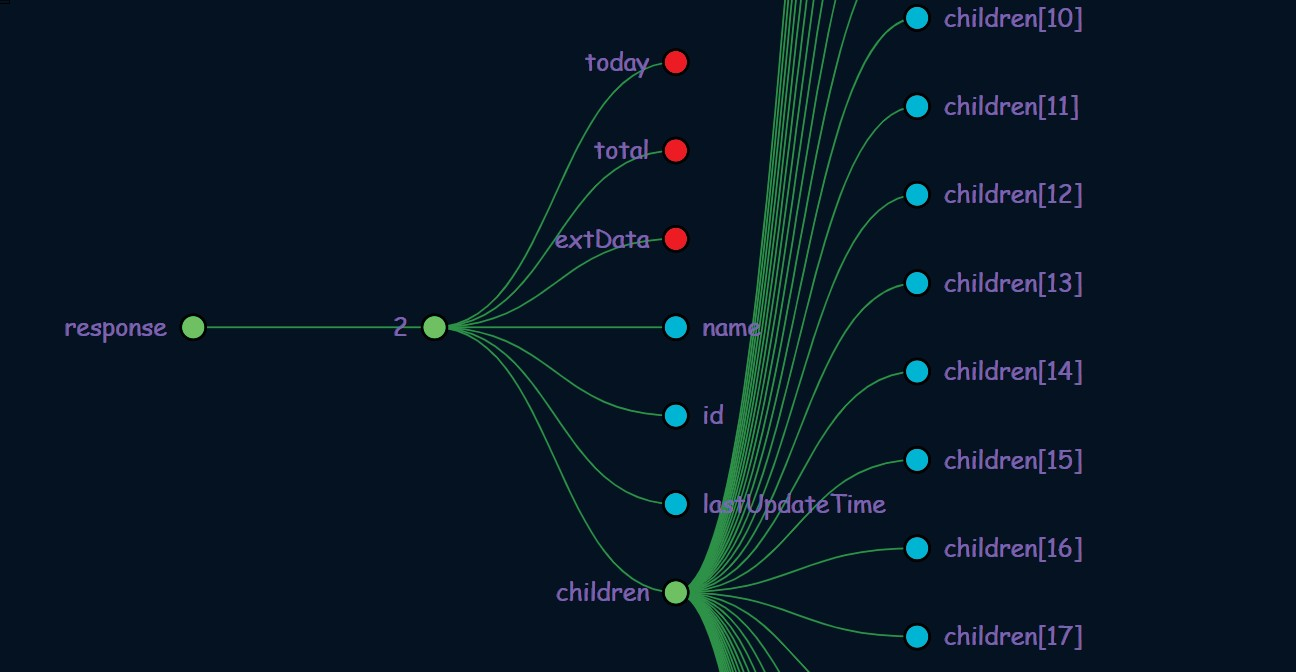 response
2
today
total
extData
name
id
lastUpdateTime
children
children[10]
children[11]
children[12]
children[13]
children[14]
children[15]
children[16]
children[17]